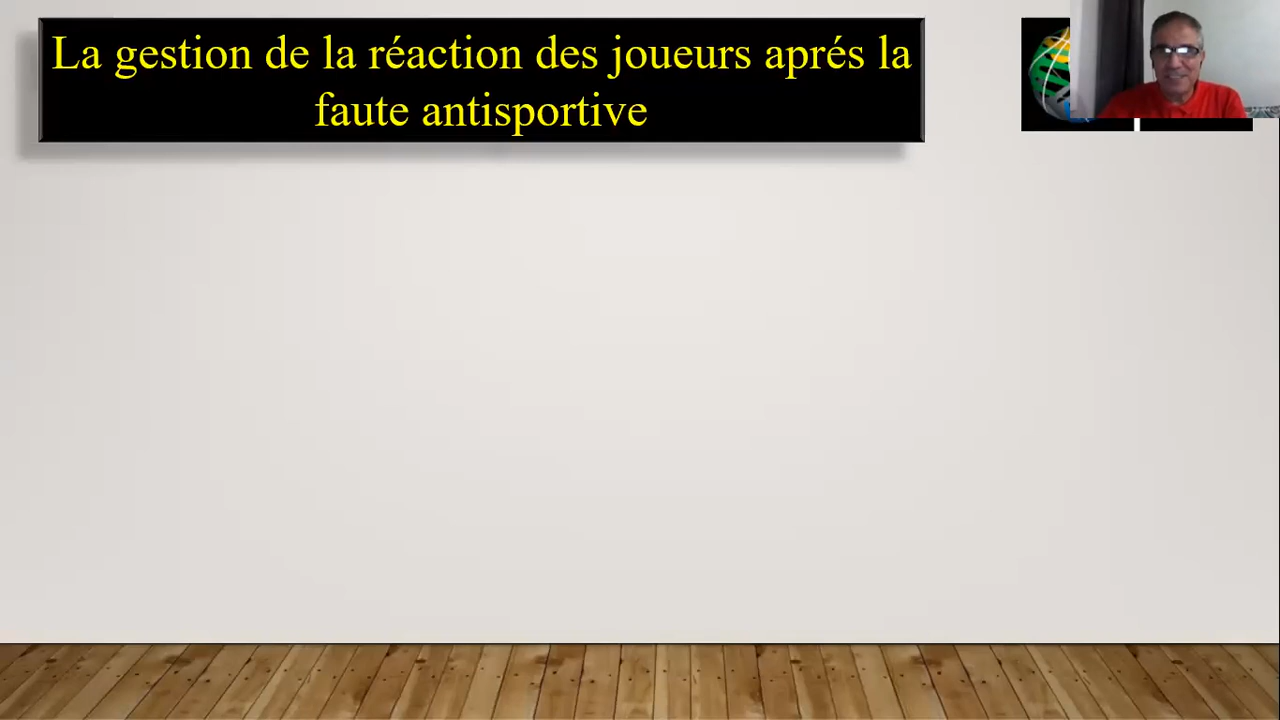 La gestion de la réaction des joueurs aprés la
faute antisportive